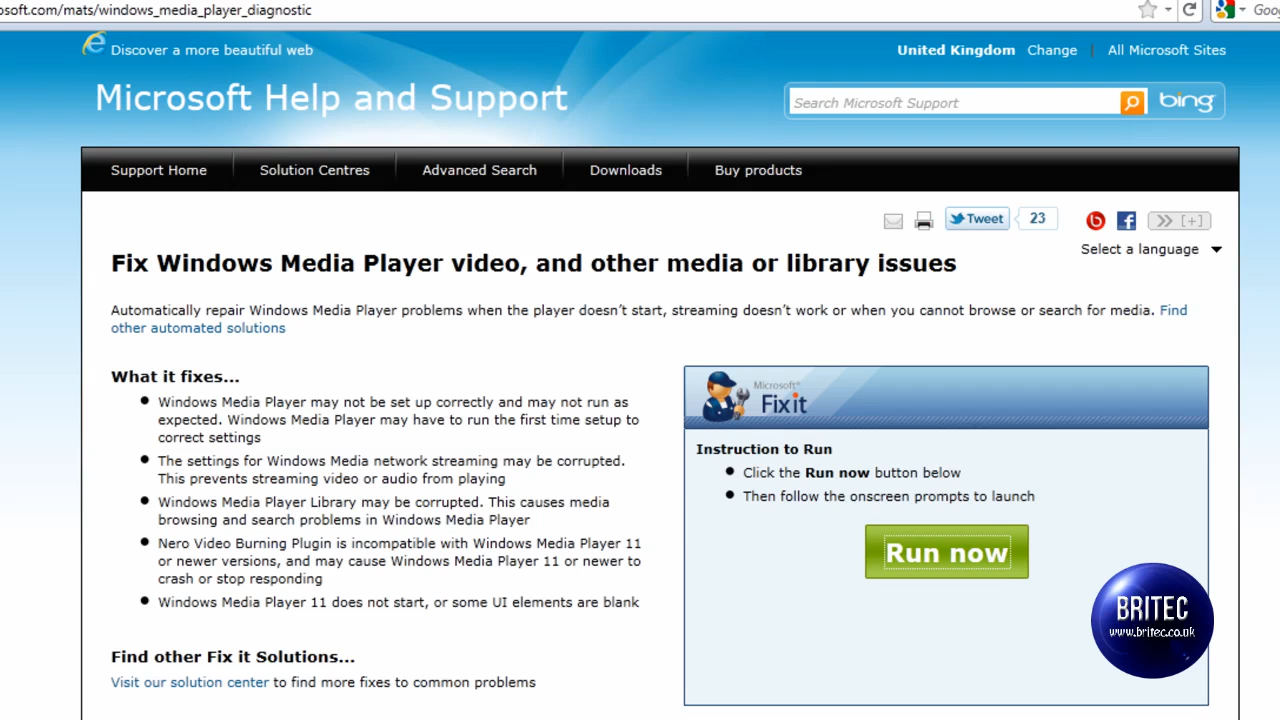 osoft.com/mats/windows_media_player_diagnostic
Goo
Discover a more beautiful web
United Kingdom Change | All Microsoft Sites
Microsoft Help and Support
Search Microsoft Support
bing
Support Home
Solution Centres
Advanced Search
Downloads
Buy products
Tweet 23
[+]
Select a language
Fix Windows Media Player video, and other media or library issues
Automatically repair Windows Media Player problems when the player doesn’t start, streaming doesn’t work or when you cannot browse or search for media. Find
other automated solutions
What it fixes...
Windows Media Player may not be set up correctly and may not run as
expected. Windows Media Player may have to run the first time setup to
correct settings
The settings for Windows Media network streaming may be corrupted.
This prevents streaming video or audio from playing
Windows Media Player Library may be corrupted. This causes media
browsing and search problems in Windows Media Player
Nero Video Burning Plugin is incompatible with Windows Media Player 11
or newer versions, and may cause Windows Media Player 11 or newer to
crash or stop responding
Windows Media Player 11 does not start, or some UI elements are blank
Find other Fix it Solutions...
Visit our solution center to find more fixes to common problems
Microsoft®
Fix it
Instruction to Run
Click the Run now button below
Then follow the onscreen prompts to launch
Run now
BRITEC
www.britec.co.uk